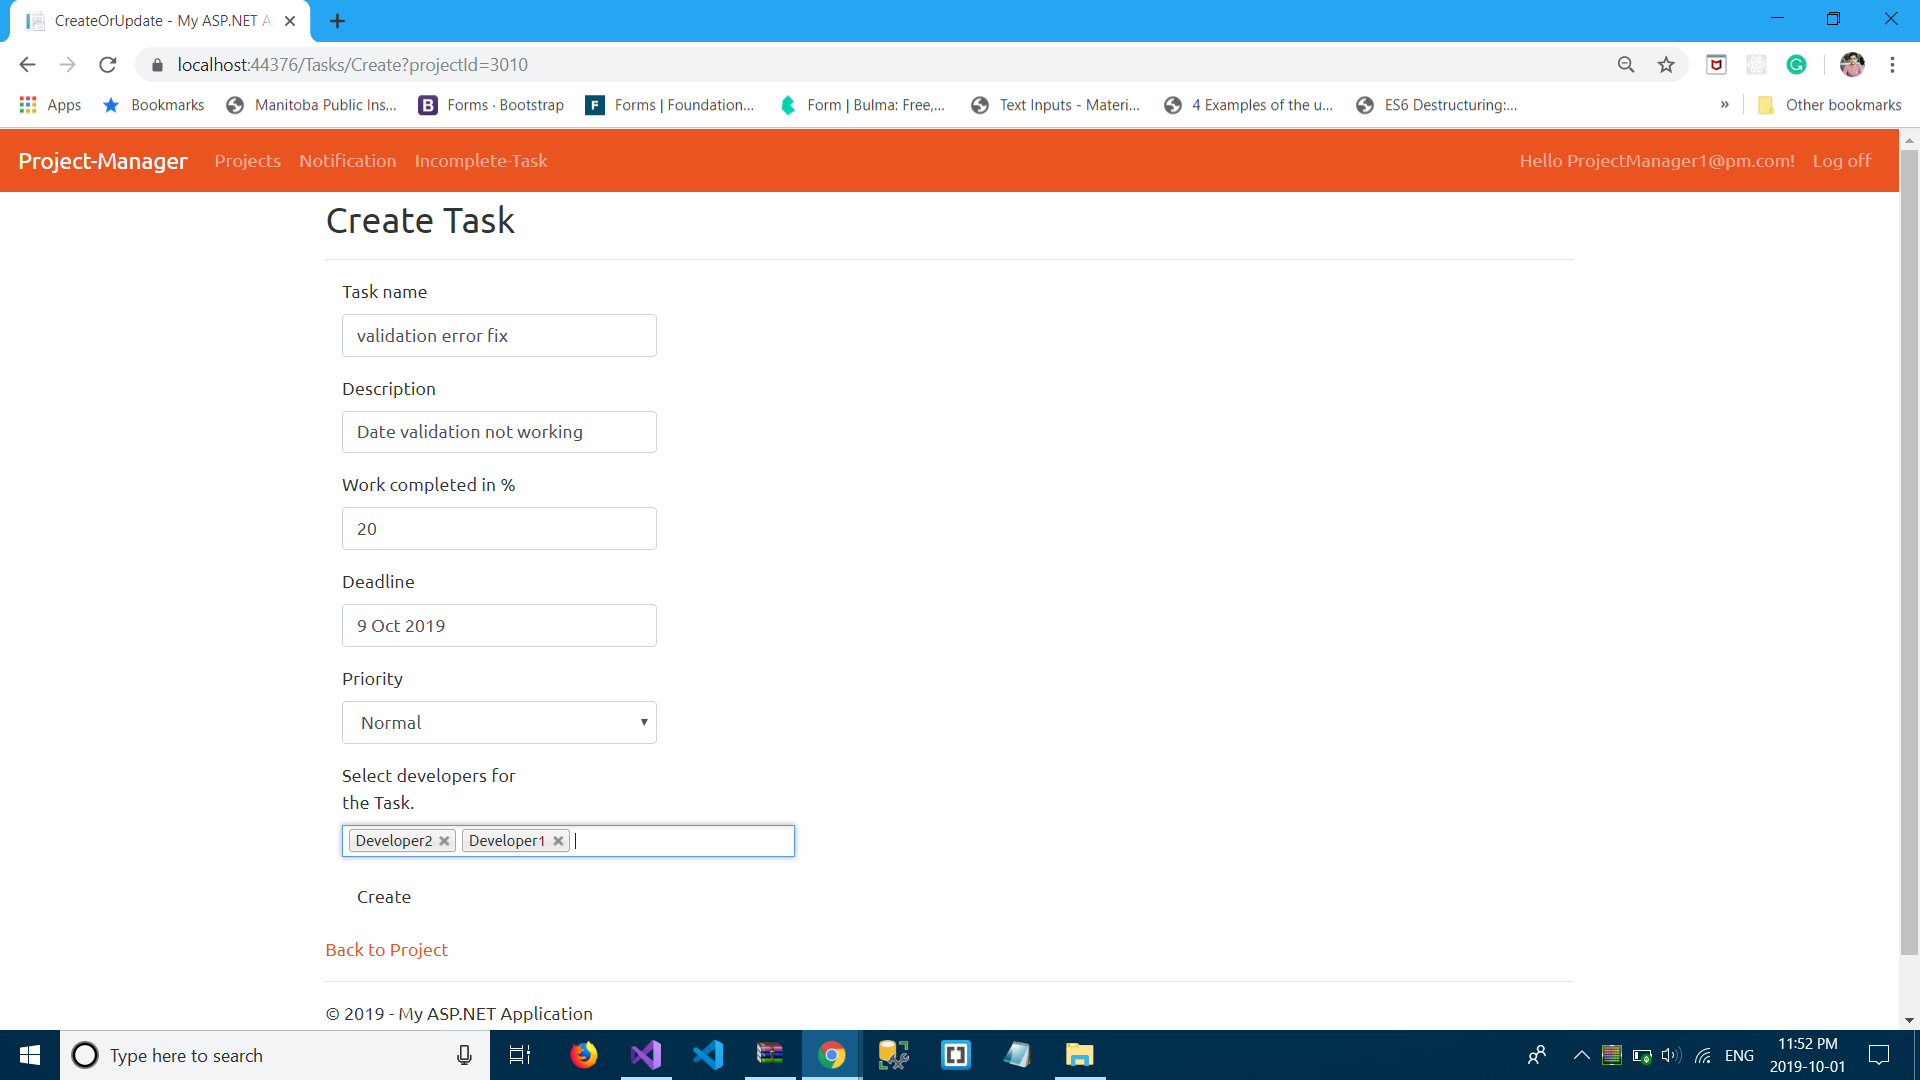 CreateOrUpdate - My ASP.NET A
localhost:44376/Tasks/Create?projectId=3010
Apps
Bookmarks
Manitoba Public Ins...
B
Forms · Bootstrap
F
Forms | Foundation...
Form | Bulma: Free,...
Text Inputs - Materi...
4 Examples of the u...
ES6 Destructuring:...
»
Other bookmarks
Project-Manager
Projects
Notification
Incomplete-Task
Hello ProjectManager1@pm.com!
Log off
Create Task
Task name
validation error fix
Description
Date validation not working
Work completed in %
20
Deadline
9 Oct 2019
Priority
Normal
Select developers for
the Task.
Developer2
Developer1
Create
Back to Project
© 2019 - My ASP.NET Application
Type here to search
ENG
11:52 PM
2019-10-01